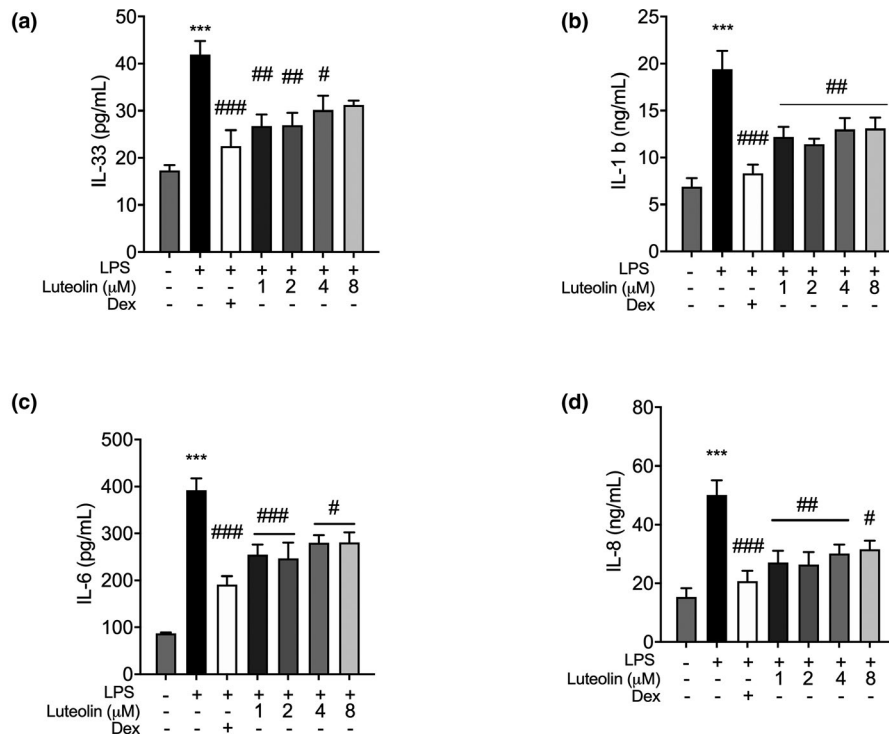 (a)
50
40
30
20
10
0
IL-33 (pg/mL)
***
###
##
##
#
LPS - + + + + + +
Luteolin (μM) - - - 1 2 4 8
Dex - - + - - - -
(b)
25
20
15
10
5
0
IL-1 b (ng/mL)
***
###
##
LPS - + + + + + +
Luteolin (μM) - - - 1 2 4 8
Dex - - + - - - -
(c)
500
400
300
200
100
0
IL-6 (pg/mL)
***
###
###
#
LPS - + + + + + +
Luteolin (μM) - - - 1 2 4 8
Dex - - + - - - -
(d)
80
60
40
20
0
IL-8 (ng/mL)
***
###
##
#
LPS - + + + + + +
Luteolin (μM) - - - 1 2 4 8
Dex - - + - - - -